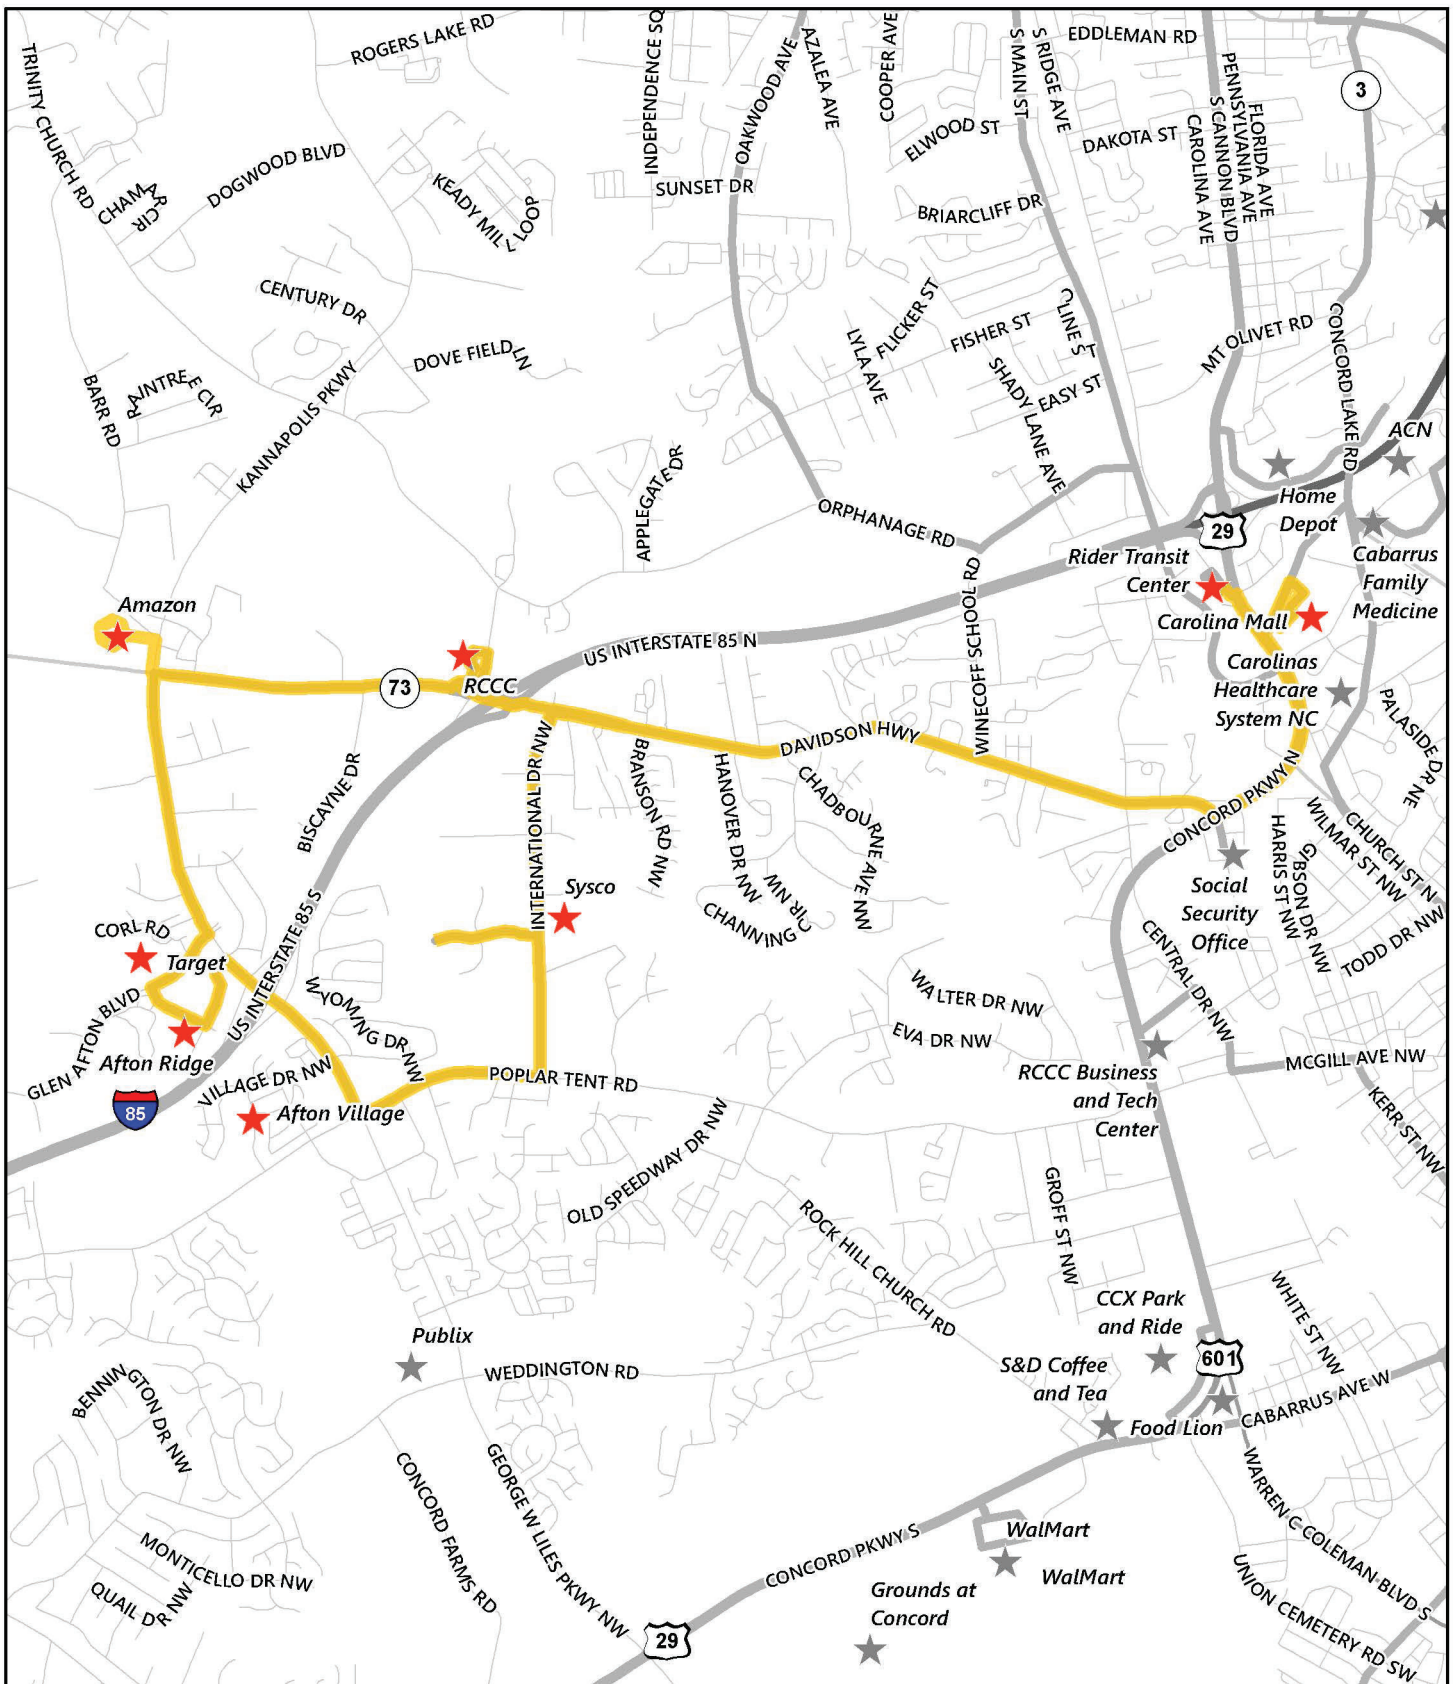 ROGERS LAKE RD
TRINITY CHURCH RD
INDEPENDENCE SQ
OAKWOOD AVE
AZALEA AVE
COOPER AVE
S MAIN ST
S RIDGE AVE
EDDLEMAN RD
3
PENNSYLVANIA AVE
FLORIDA AVE
S CANNON BLVD
CAROLINA AVE
ELWOOD ST
DAKOTA ST
DOGWOOD BLVD
CHAMAR CIR
KEADY MILL LOOP
SUNSET DR
BRIARCLIFF DR
CENTURY DR
FLICKER ST
FISHER ST
CLINE ST
MT OLIVET RD
CONCORD LAKE RD
DOVE FIELD LN
LYLA AVE
SHADY LANE AVE
EASY ST
BARR RD
RAINTREE CIR
KANNAPOLIS PKWY
ACN
APPLEGATE DR
ORPHANAGE RD
Home
Depot
29
Rider Transit
Center
Cabarrus
Family
Medicine
Amazon
Carolina Mall
US INTERSTATE 85 N
WINECOFF SCHOOL RD
73
RCCC
Carolinas
Healthcare
System NC
PALASIDE DR NE
DAVIDSON HWY
INTERNATIONAL DR NW
BRANSON RD NW
HANOVER DR NW
CHADBOURNE AVE NW
CONCORD PKWY N
BISCAYNE DR
WILMAR ST NW
CHURCH ST N
HARRIS ST NW
GIBSON DR NW
TODD DR NW
Sysco
CHANNING CIR NW
Social
Security
Office
CORL RD
Target
US INTERSTATE 85 S
CENTRAL DR NW
GLEN AFTON BLVD
WYOMING DR NW
WALTER DR NW
EVA DR NW
Afton Ridge
VILLAGE DR NW
POPLAR TENT RD
RCCC Business
and Tech
Center
MCGILL AVE NW
KERR ST NW
85
Afton Village
OLD SPEEDWAY DR NW
GROFF ST NW
ROCK HILL CHURCH RD
CCX Park
and Ride
WHITE ST NW
Publix
WEDDINGTON RD
601
S&D Coffee
and Tea
Food Lion
CABARRUS AVE W
BENNINGTON DR NW
CONCORD FARMS RD
GEORGE W LILES PKWY NW
WARREN C COLEMAN BLVD S
MONTICELLO DR NW
QUAIL DR NW
CONCORD PKWY S
WalMart
WalMart
Grounds at
Concord
UNION CEMETERY RD SW
29